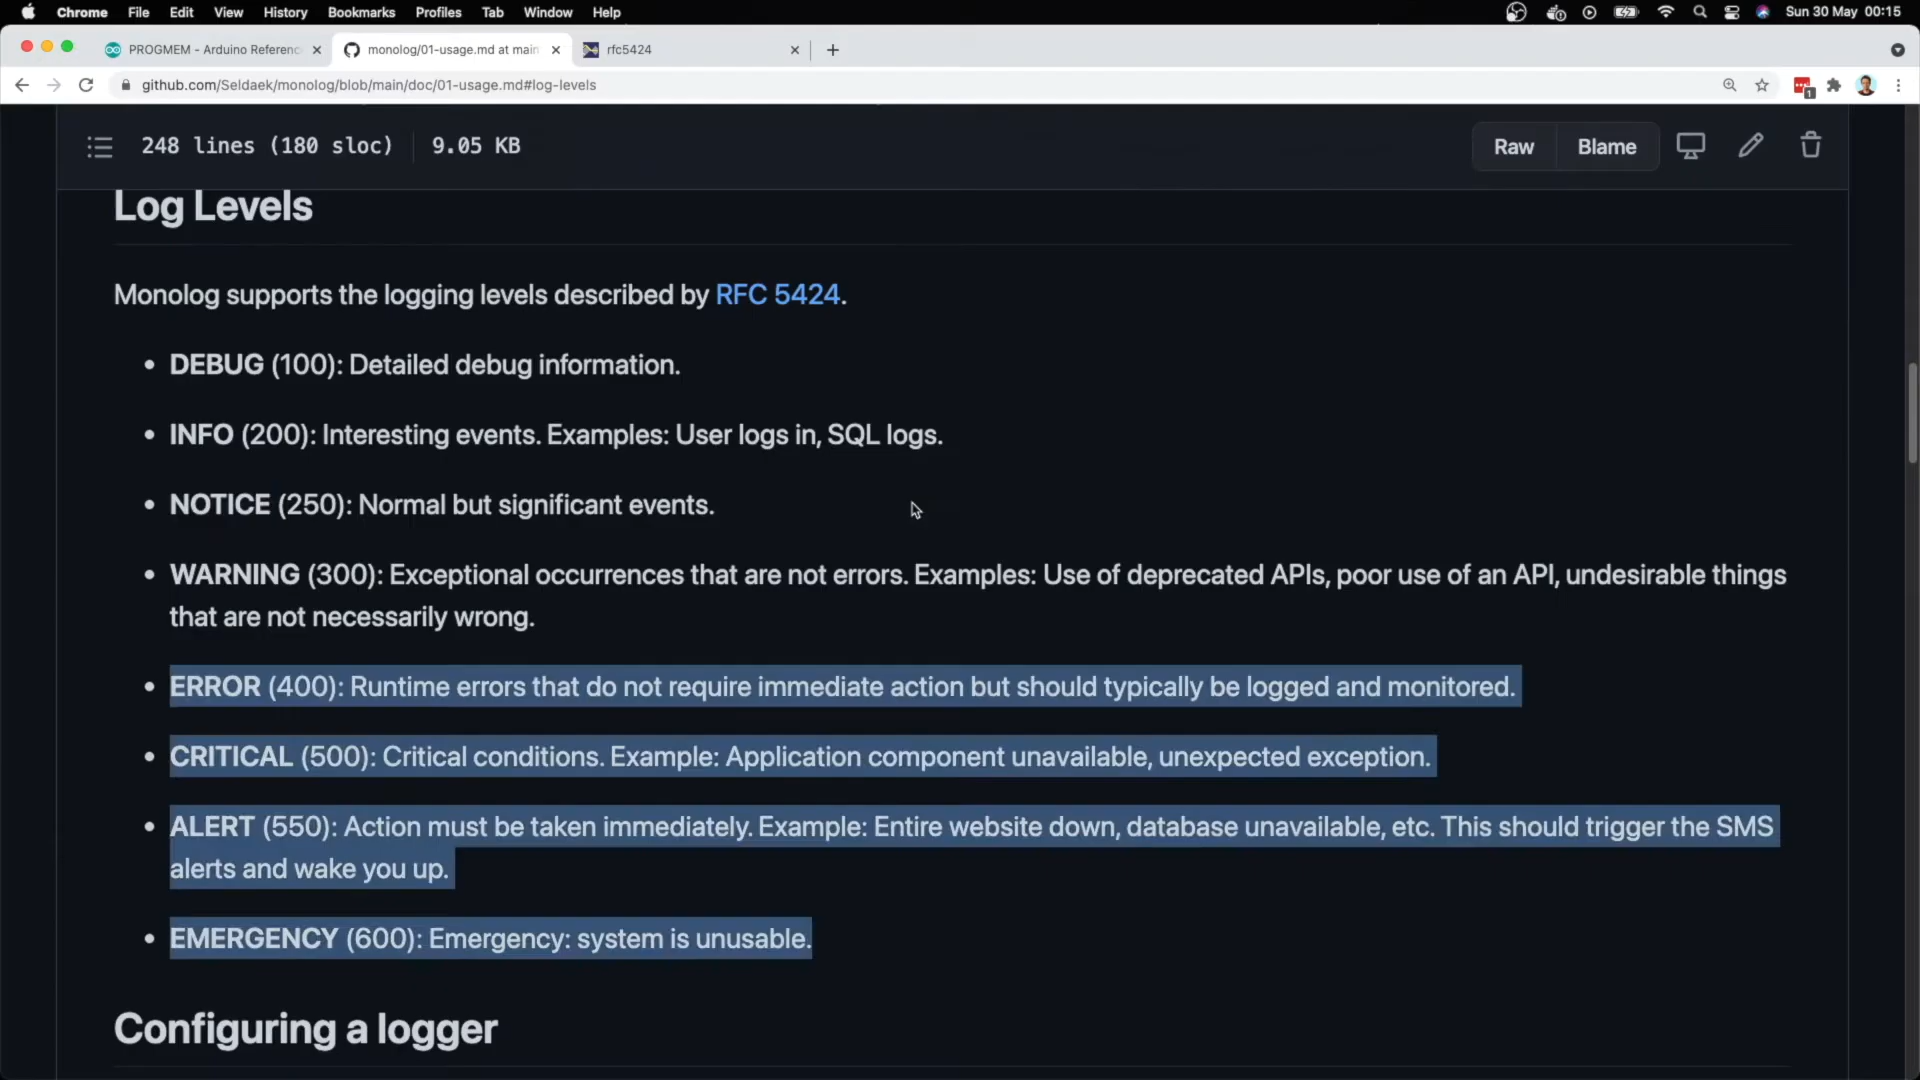 Chrome File Edit View History Bookmarks Profiles Tab Window Help Sun 30 May 00:15
PROGMEM - Arduino Referenc monolog/01-usage.md at main rfc5424
github.com/Seldaek/monolog/blob/main/doc/01-usage.md#log-levels 1
248 lines (180 sloc) 9.05 KB Raw Blame
Log Levels
Monolog supports the logging levels described by RFC 5424.
• DEBUG (100): Detailed debug information.
• INFO (200): Interesting events. Examples: User logs in, SQL logs.
• NOTICE (250): Normal but significant events.
• WARNING (300): Exceptional occurrences that are not errors. Examples: Use of deprecated APIs, poor use of an API, undesirable things
that are not necessarily wrong.
• ERROR (400): Runtime errors that do not require immediate action but should typically be logged and monitored.
• CRITICAL (500): Critical conditions. Example: Application component unavailable, unexpected exception.
• ALERT (550): Action must be taken immediately. Example: Entire website down, database unavailable, etc. This should trigger the SMS
alerts and wake you up.
• EMERGENCY (600): Emergency: system is unusable.
Configuring a logger